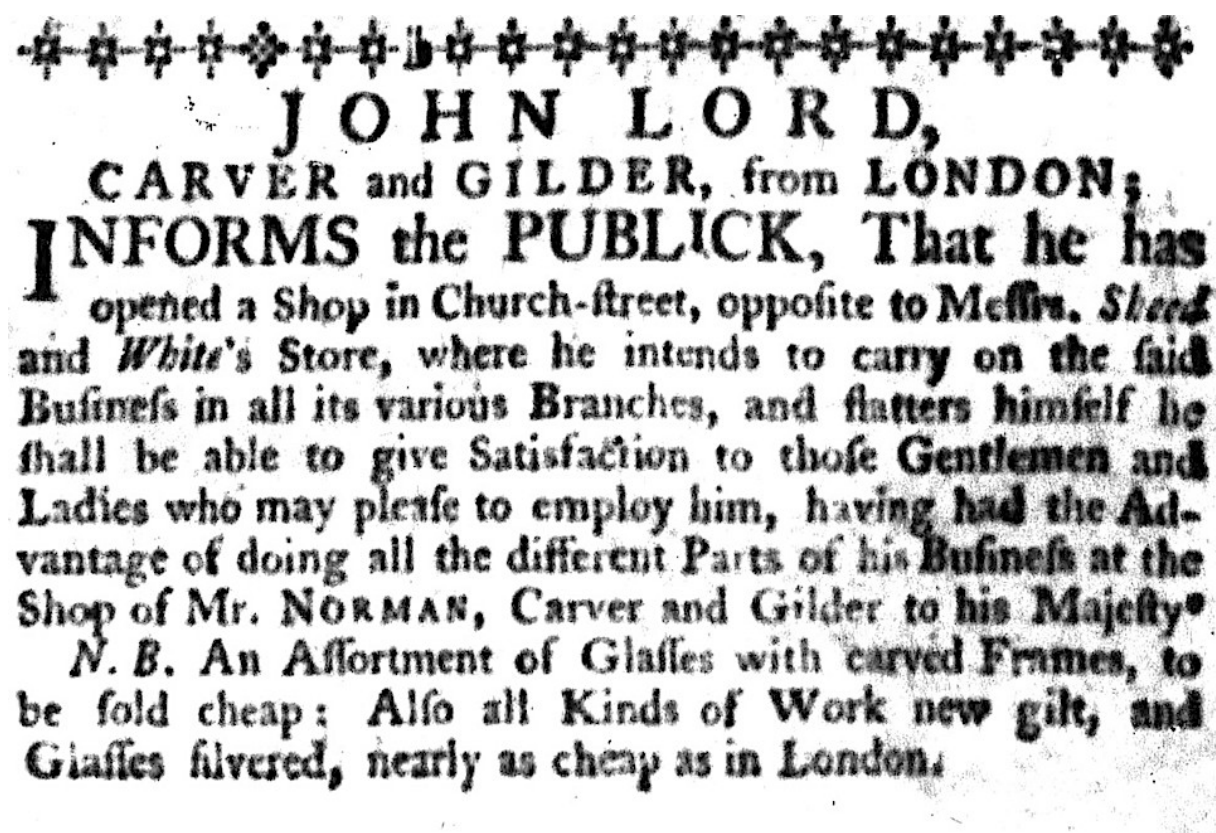 JOHN LORD,
CARVER and GILDER, from LONDON;
INFORMS the PUBLICK, That he has
opened a Shop in Church-ſtreet, oppoſite to Meſſrs. Sheed
and White's Store, where he intends to carry on the ſaid
Buſineſs in all its various Branches, and flatters himſelf he
ſhall be able to give Satisfaction to thoſe Gentlemen and
Ladies who may pleaſe to employ him, having had the Ad-
vantage of doing all the different Parts of his Buſineſs at the
Shop of Mr. NORMAN, Carver and Gilder to his Majeſty.
N. B. An Aſſortment of Glaſſes with carved Frames, to
be ſold cheap: Alſo all Kinds of Work new gilt, and
Glaſſes ſilvered, nearly as cheap as in London.